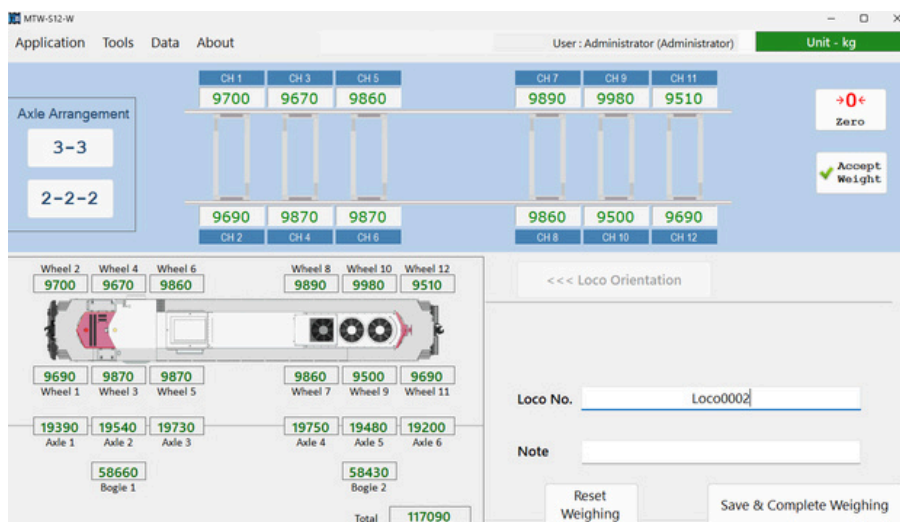 MTW-S12-W
Application Tools Data About User : Administrator (Administrator) Unit - kg
CH 1 CH 3 CH 5 CH 7 CH 9 CH 11
9700 9670 9860 9890 9980 9510
Axle Arrangement
3-3
2-2-2
→0←
Zero
Accept
Weight
9690 9870 9870 9860 9500 9690
CH 2 CH 4 CH 6 CH 8 CH 10 CH 12
Wheel 2 Wheel 4 Wheel 6 Wheel 8 Wheel 10 Wheel 12
9700 9670 9860 9890 9980 9510
9690 9870 9870 9860 9500 9690
Wheel 1 Wheel 3 Wheel 5 Wheel 7 Wheel 9 Wheel 11
19390 19540 19730 19750 19480 19200
Axle 1 Axle 2 Axle 3 Axle 4 Axle 5 Axle 6
58660 58430
Bogie 1 Bogie 2
Total 117090
<<< Loco Orientation
Loco No. Loco0002
Note
Reset
Weighing
Save & Complete Weighing